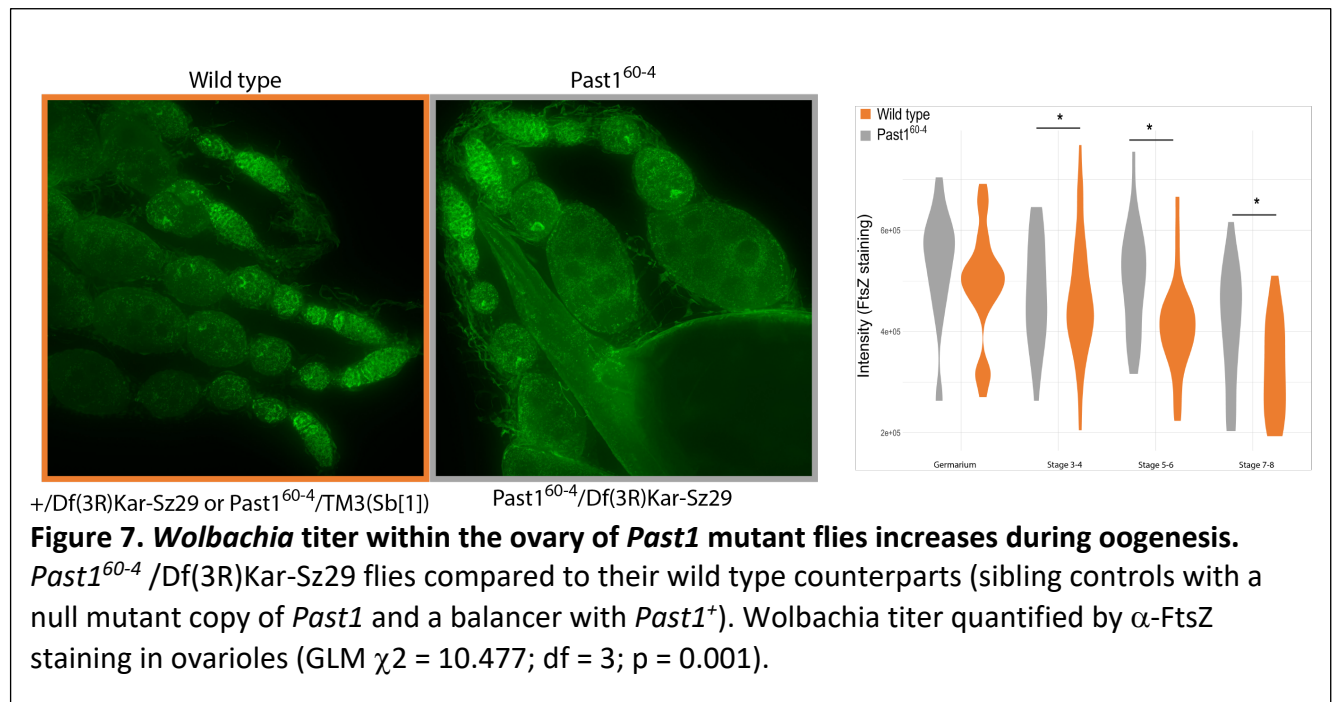 Wild type
Past1^60-4
Wild type
Past1^60-4
*
*
*
Intensity (FtsZ staining)
6e+05
4e+05
2e+05
Germarium
Stage 3-4
Stage 5-6
Stage 7-8
+/Df(3R)Kar-Sz29 or Past1^60-4/TM3(Sb[1])
Past1^60-4/Df(3R)Kar-Sz29
Figure 7. Wolbachia titer within the ovary of Past1 mutant flies increases during oogenesis.
Past1^60-4 /Df(3R)Kar-Sz29 flies compared to their wild type counterparts (sibling controls with a
null mutant copy of Past1 and a balancer with Past1^+). Wolbachia titer quantified by α-FtsZ
staining in ovarioles (GLM χ2 = 10.477; df = 3; p = 0.001).